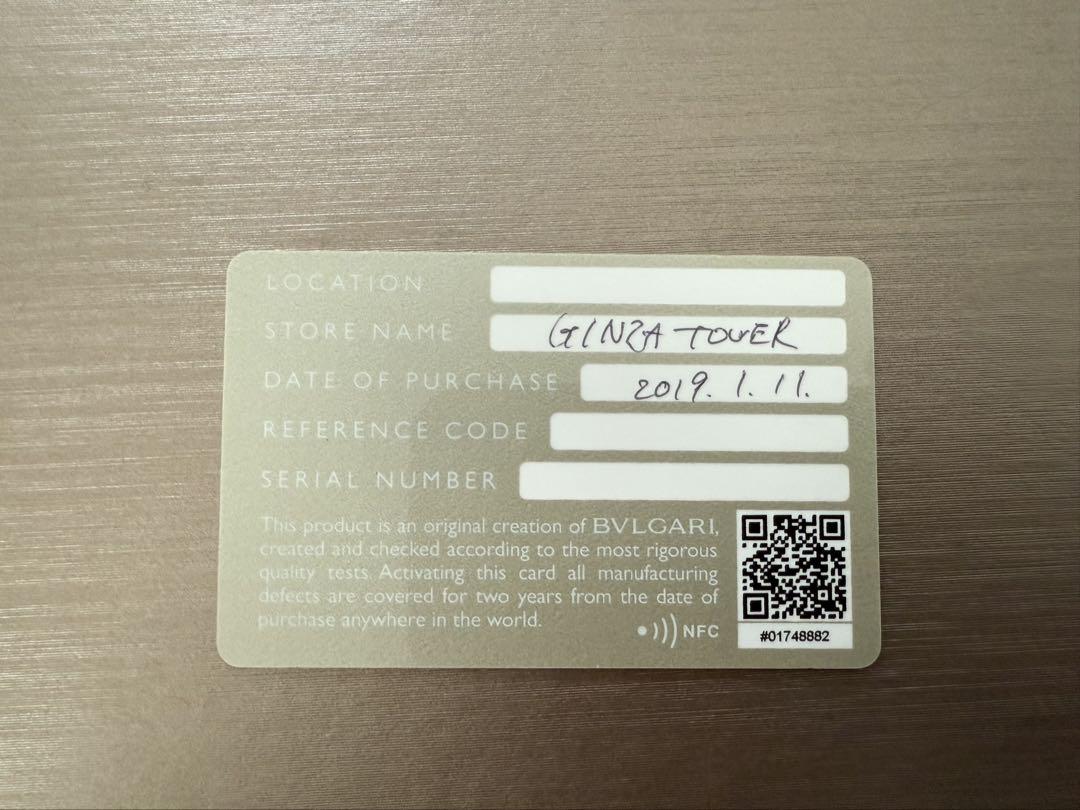 LOCATION
STORE NAME GINZA TOWER
DATE OF PURCHASE 2019. 1. 11.
REFERENCE CODE
SERIAL NUMBER
This product is an original creation of BVLGARI,
created and checked according to the most rigorous
quality tests. Activating this card all manufacturing
defects are covered for two years from the date of
purchase anywhere in the world.
NFC
#01748882